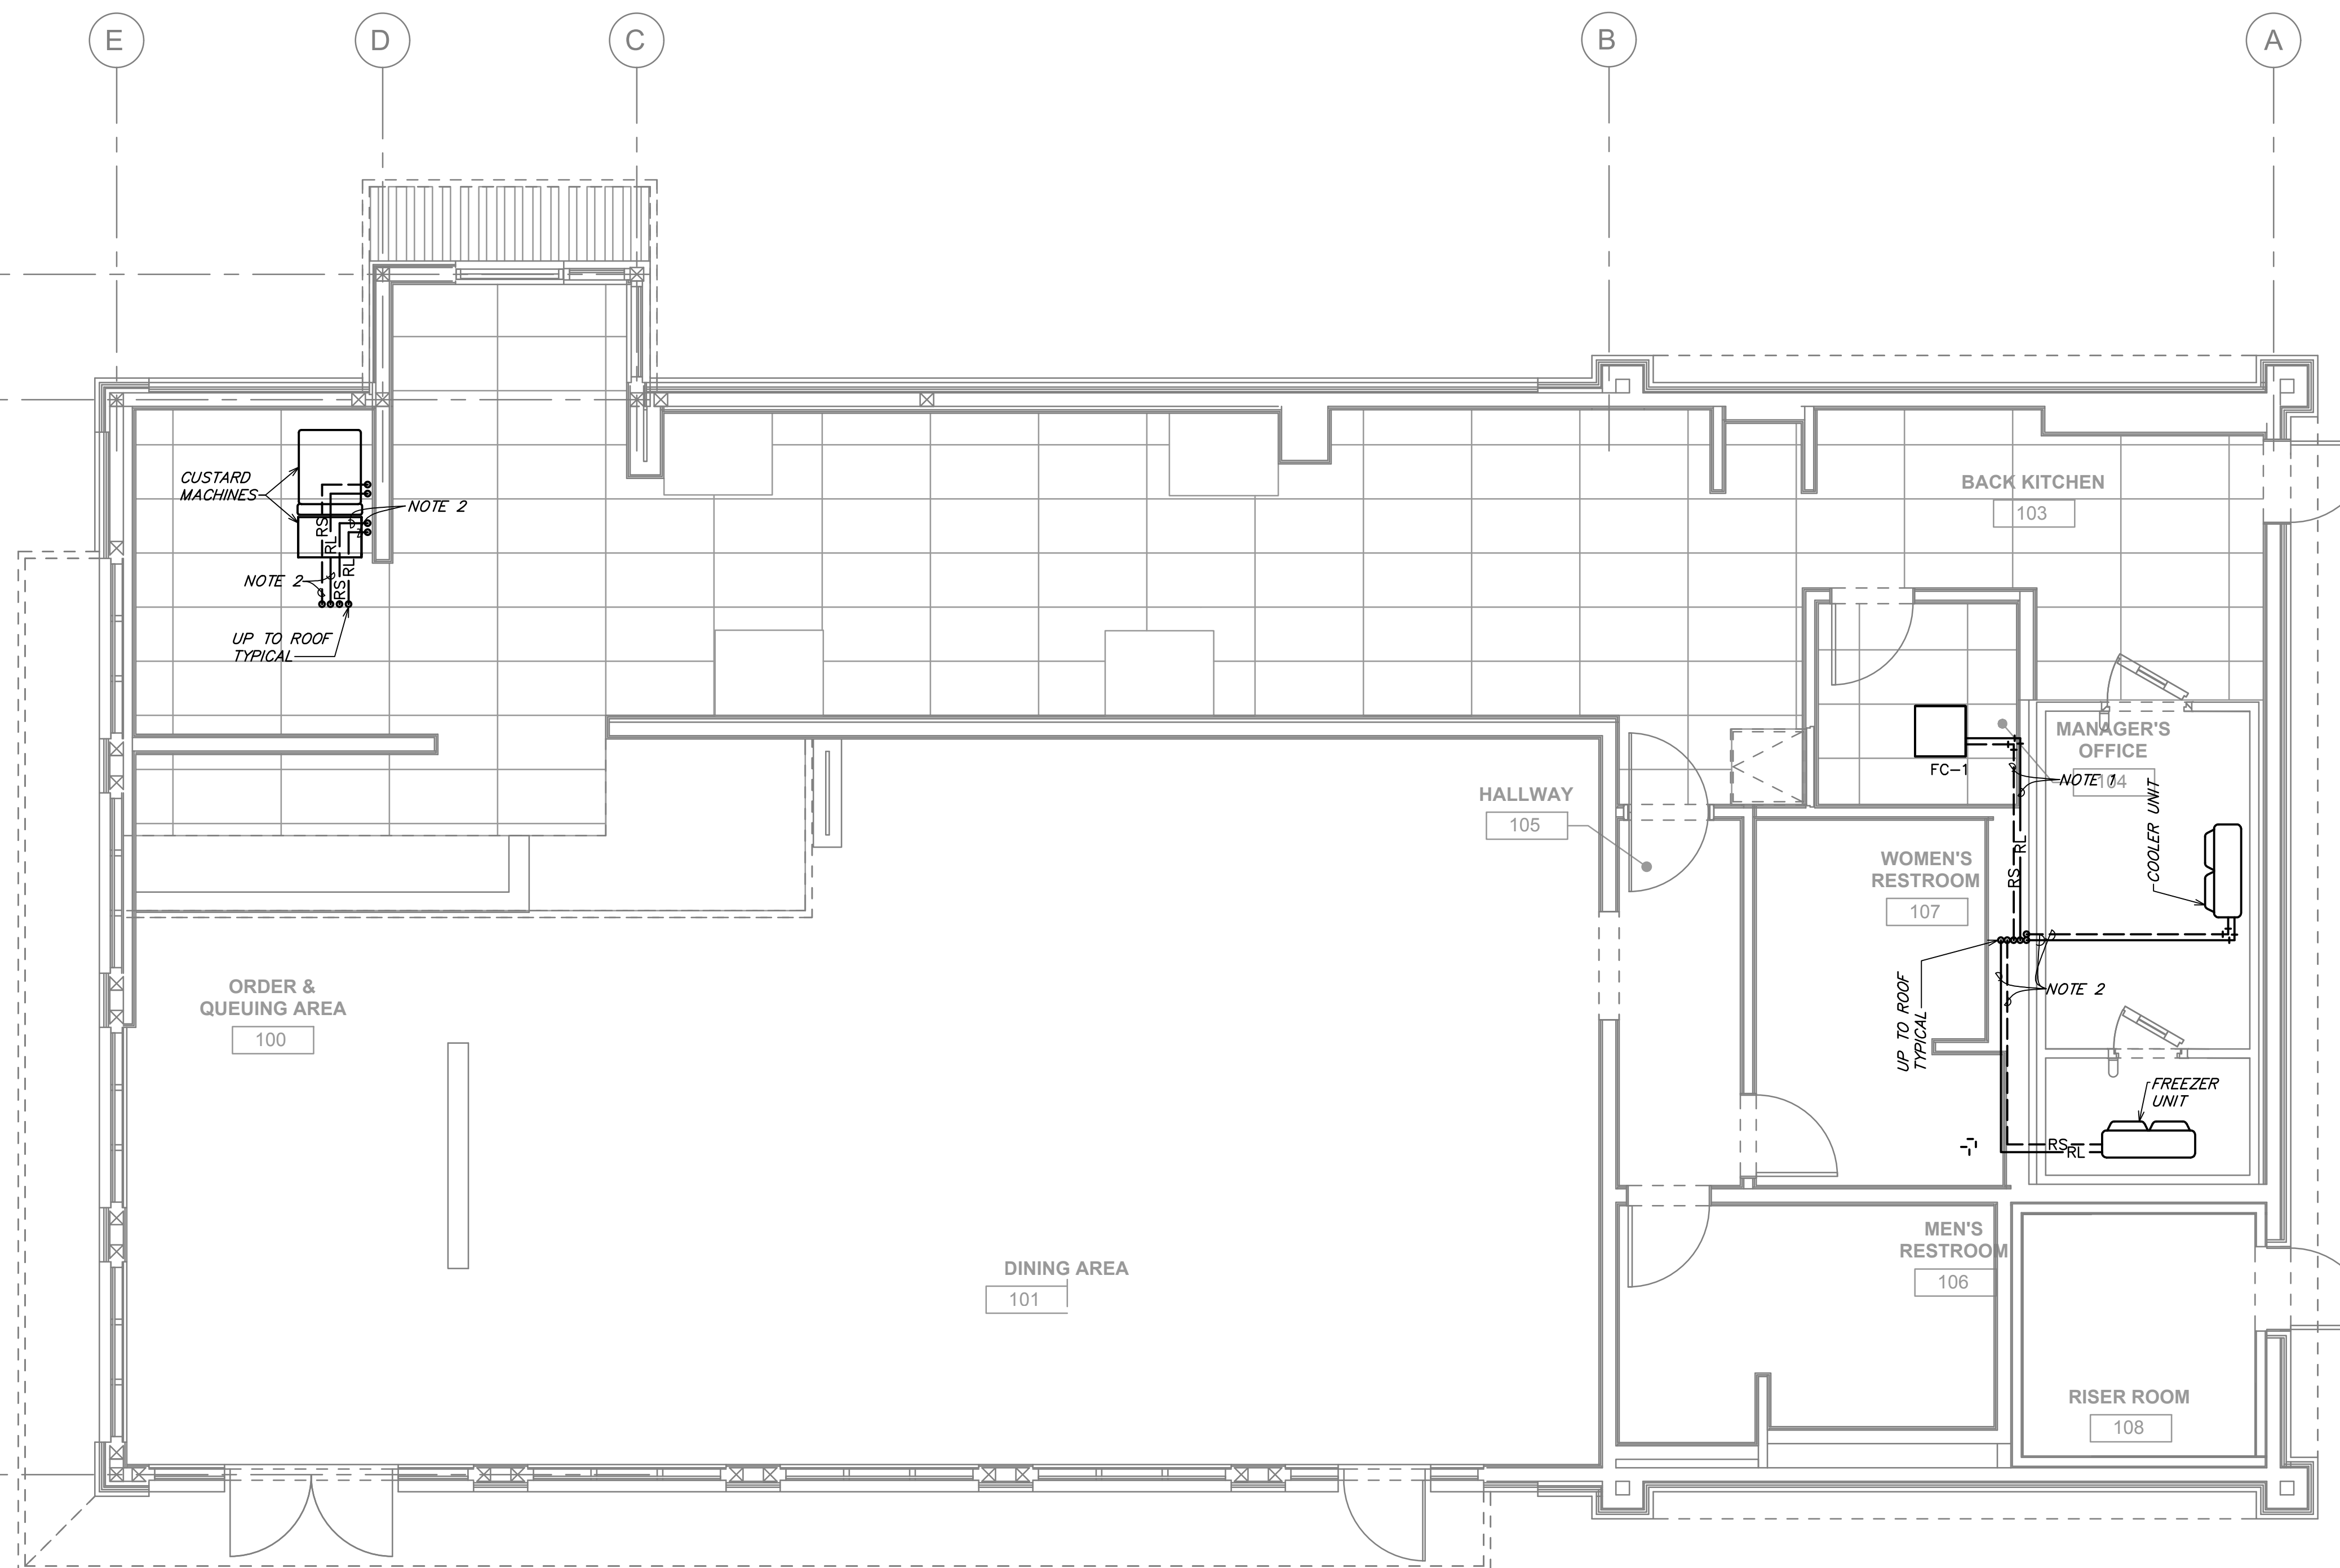 E
D
C
B
A
CUSTARD
MACHINES
NOTE 2
RS
RL
RS
RL
NOTE 2
UP TO ROOF
TYPICAL
BACK KITCHEN
103
MANAGER'S
OFFICE
104
FC-1
NOTE 1
COOLER UNIT
HALLWAY
105
WOMEN'S
RESTROOM
107
RL
RS
UP TO ROOF
TYPICAL
NOTE 2
ORDER &
QUEUING AREA
100
FREEZER
UNIT
RS
RL
DINING AREA
101
MEN'S
RESTROOM
106
RISER ROOM
108